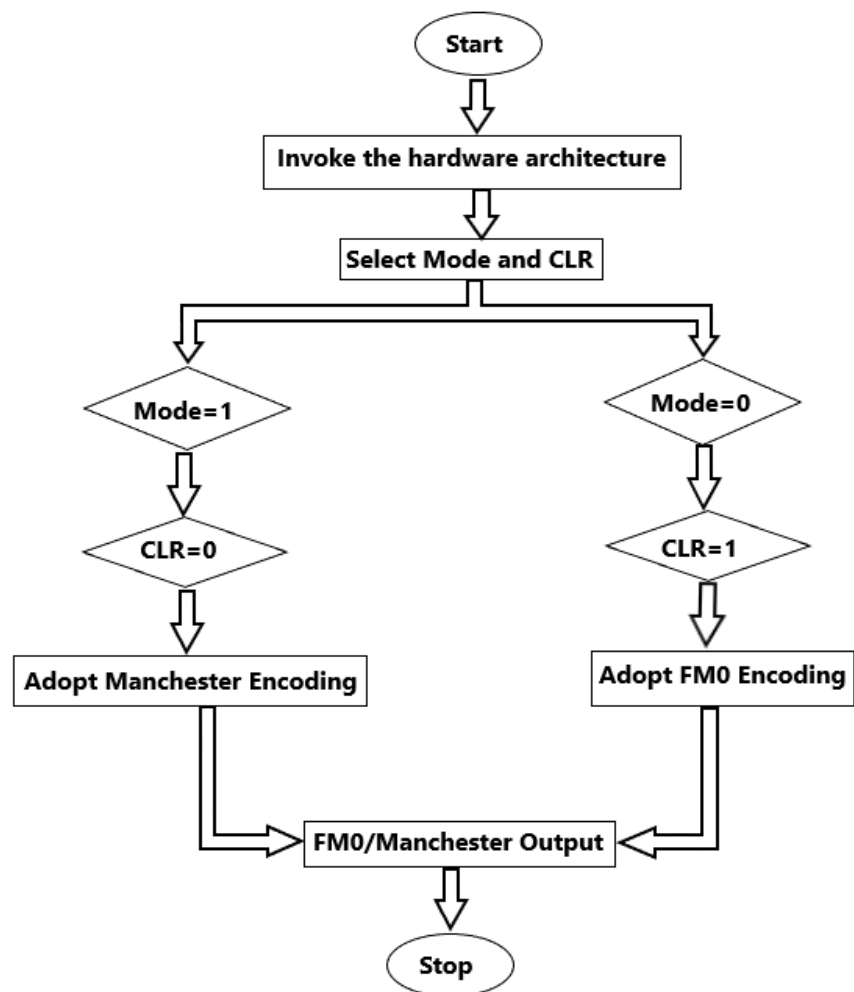 Start
Invoke the hardware architecture
Select Mode and CLR
Mode=1
Mode=0
CLR=0
CLR=1
Adopt Manchester Encoding
Adopt FM0 Encoding
FM0/Manchester Output
Stop